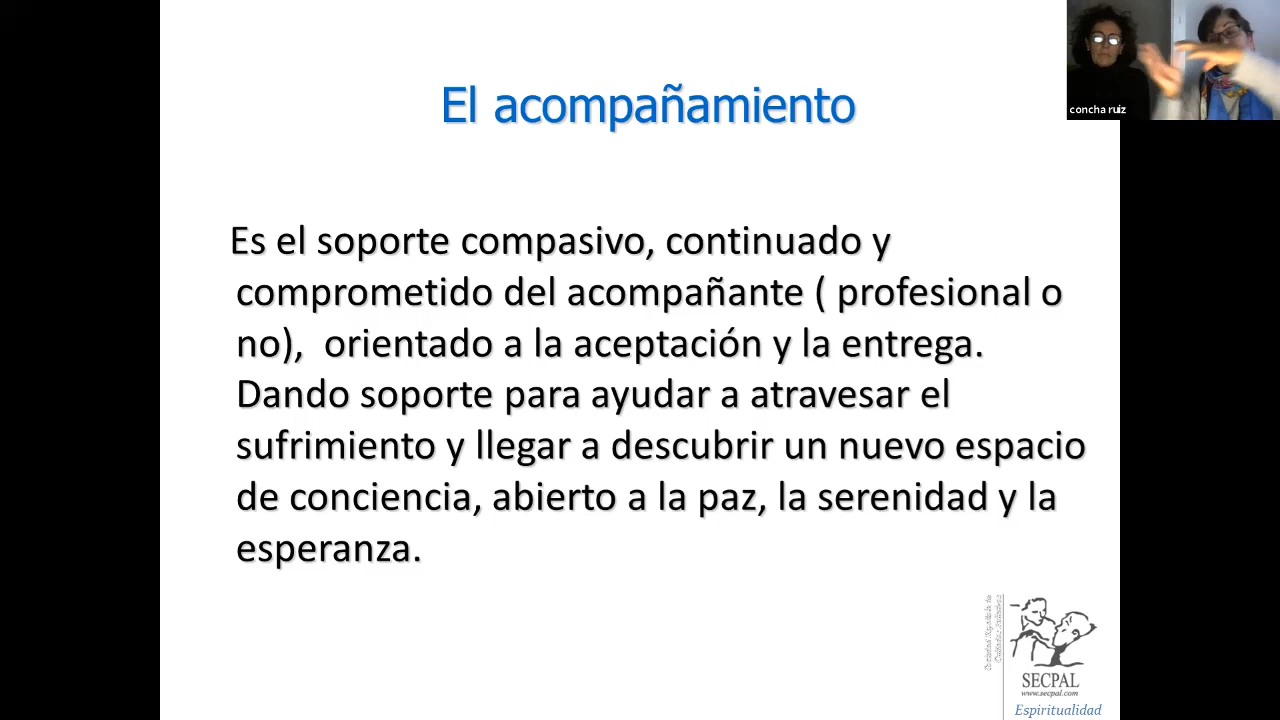 El acompañamiento
concha ruiz
Es el soporte compasivo, continuado y
comprometido del acompañante ( profesional o
no), orientado a la aceptación y la entrega.
Dando soporte para ayudar a atravesar el
sufrimiento y llegar a descubrir un nuevo espacio
de conciencia, abierto a la paz, la serenidad y la
esperanza.
SECPAL
www.secpal.com
Espiritualidad